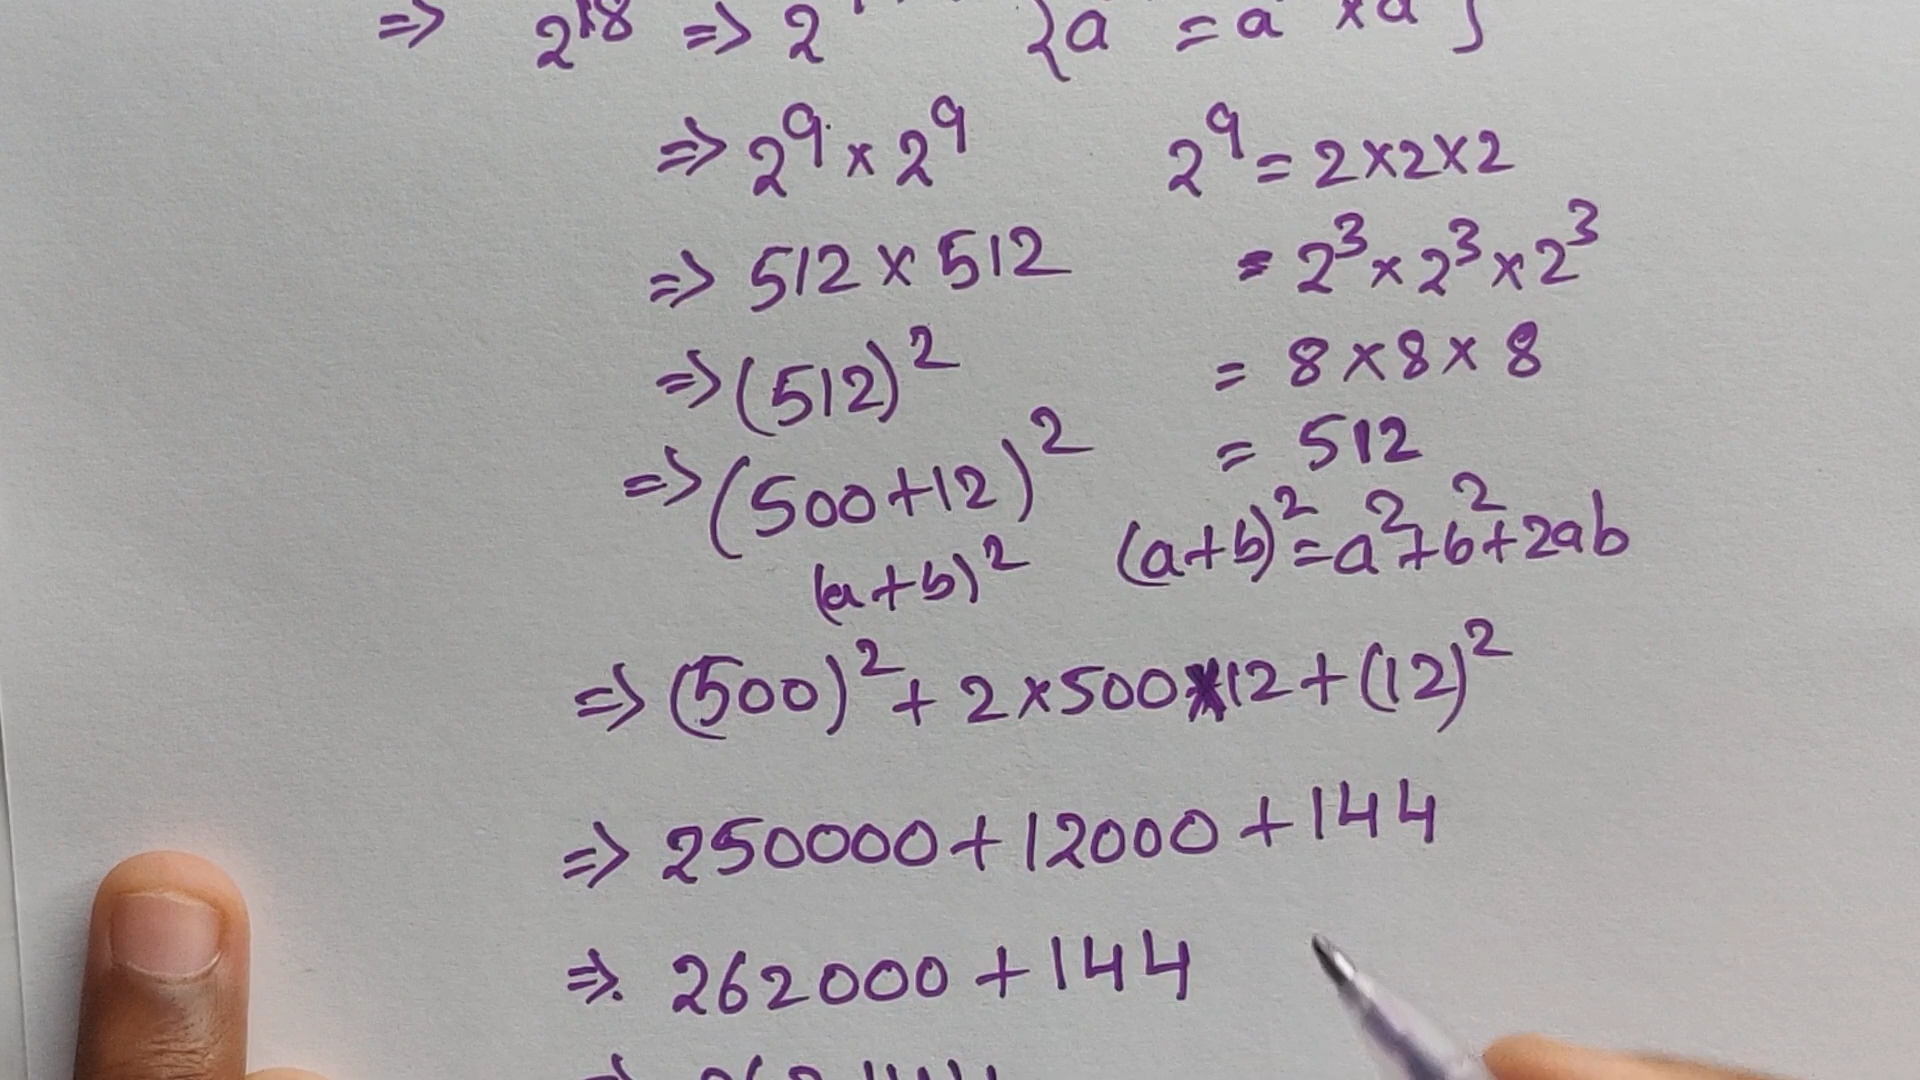 => 2^18 => 2 {a = a × a }
=> 2^9 × 2^9 2^9 = 2×2×2
=> 512 × 512 = 2^3 × 2^3 × 2^3
=> (512)^2 = 8 × 8 × 8
=> (500+12)^2 = 512
(a+b)^2 (a+b)^2 = a^2+b^2+2ab
=> (500)^2 + 2×500×12 + (12)^2
=> 250000 + 12000 + 144
=> 262000 + 144